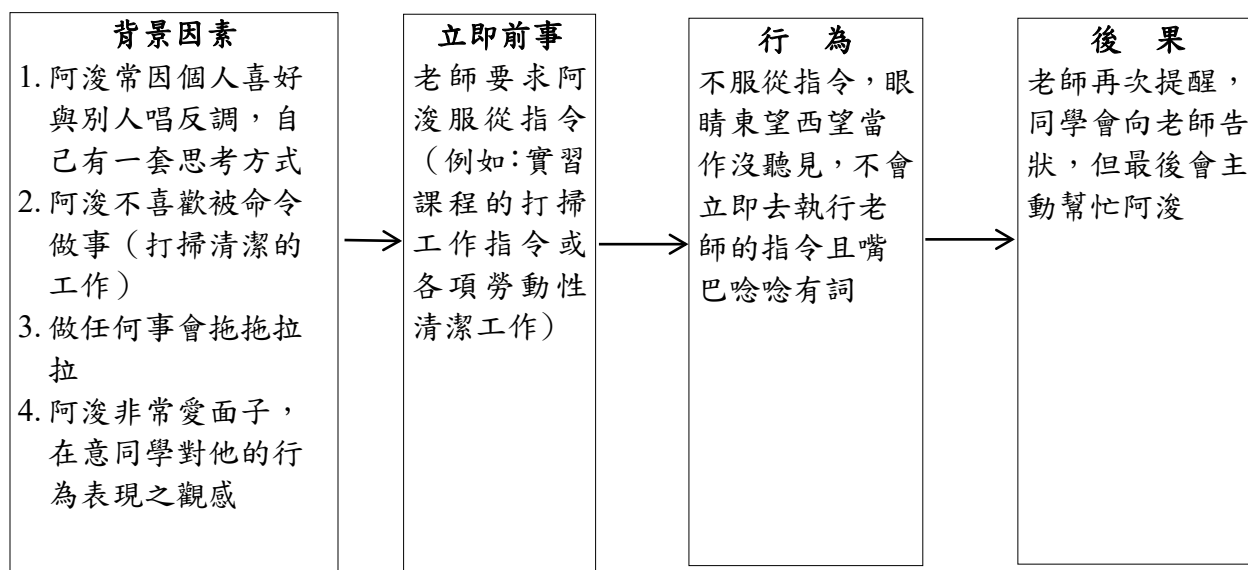 背景因素
1. 阿浚常因個人喜好
與別人唱反調，自
己有一套思考方式
2. 阿浚不喜歡被命令
做事（打掃清潔的
工作）
3. 做任何事會拖拖拉
拉
4. 阿浚非常愛面子，
在意同學對他的行
為表現之觀感
立即前事
老師要求阿
浚服從指令
（例如：實習
課程的打掃
工作指令或
各項勞動性
清潔工作）
行 為
不服從指令，眼
睛東望西望當
作沒聽見，不會
立即去執行老
師的指令且嘴
巴唸唸有詞
後 果
老師再次提醒，
同學會向老師告
狀，但最後會主
動幫忙阿浚